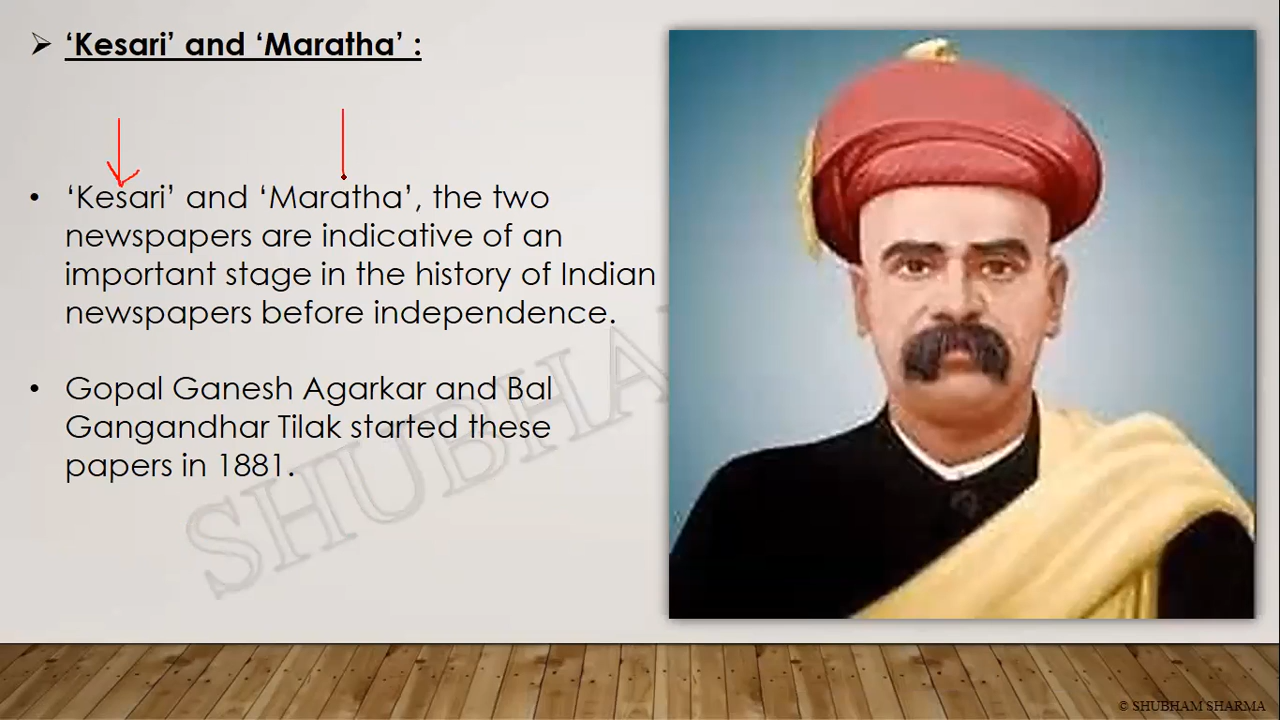 ➢ ‘Kesari’ and ‘Maratha’ :
• ‘Kesari’ and ‘Maratha’, the two
newspapers are indicative of an
important stage in the history of Indian
newspapers before independence.
• Gopal Ganesh Agarkar and Bal
Gangandhar Tilak started these
papers in 1881.
SHUBHA
© SHUBHAM SHARMA